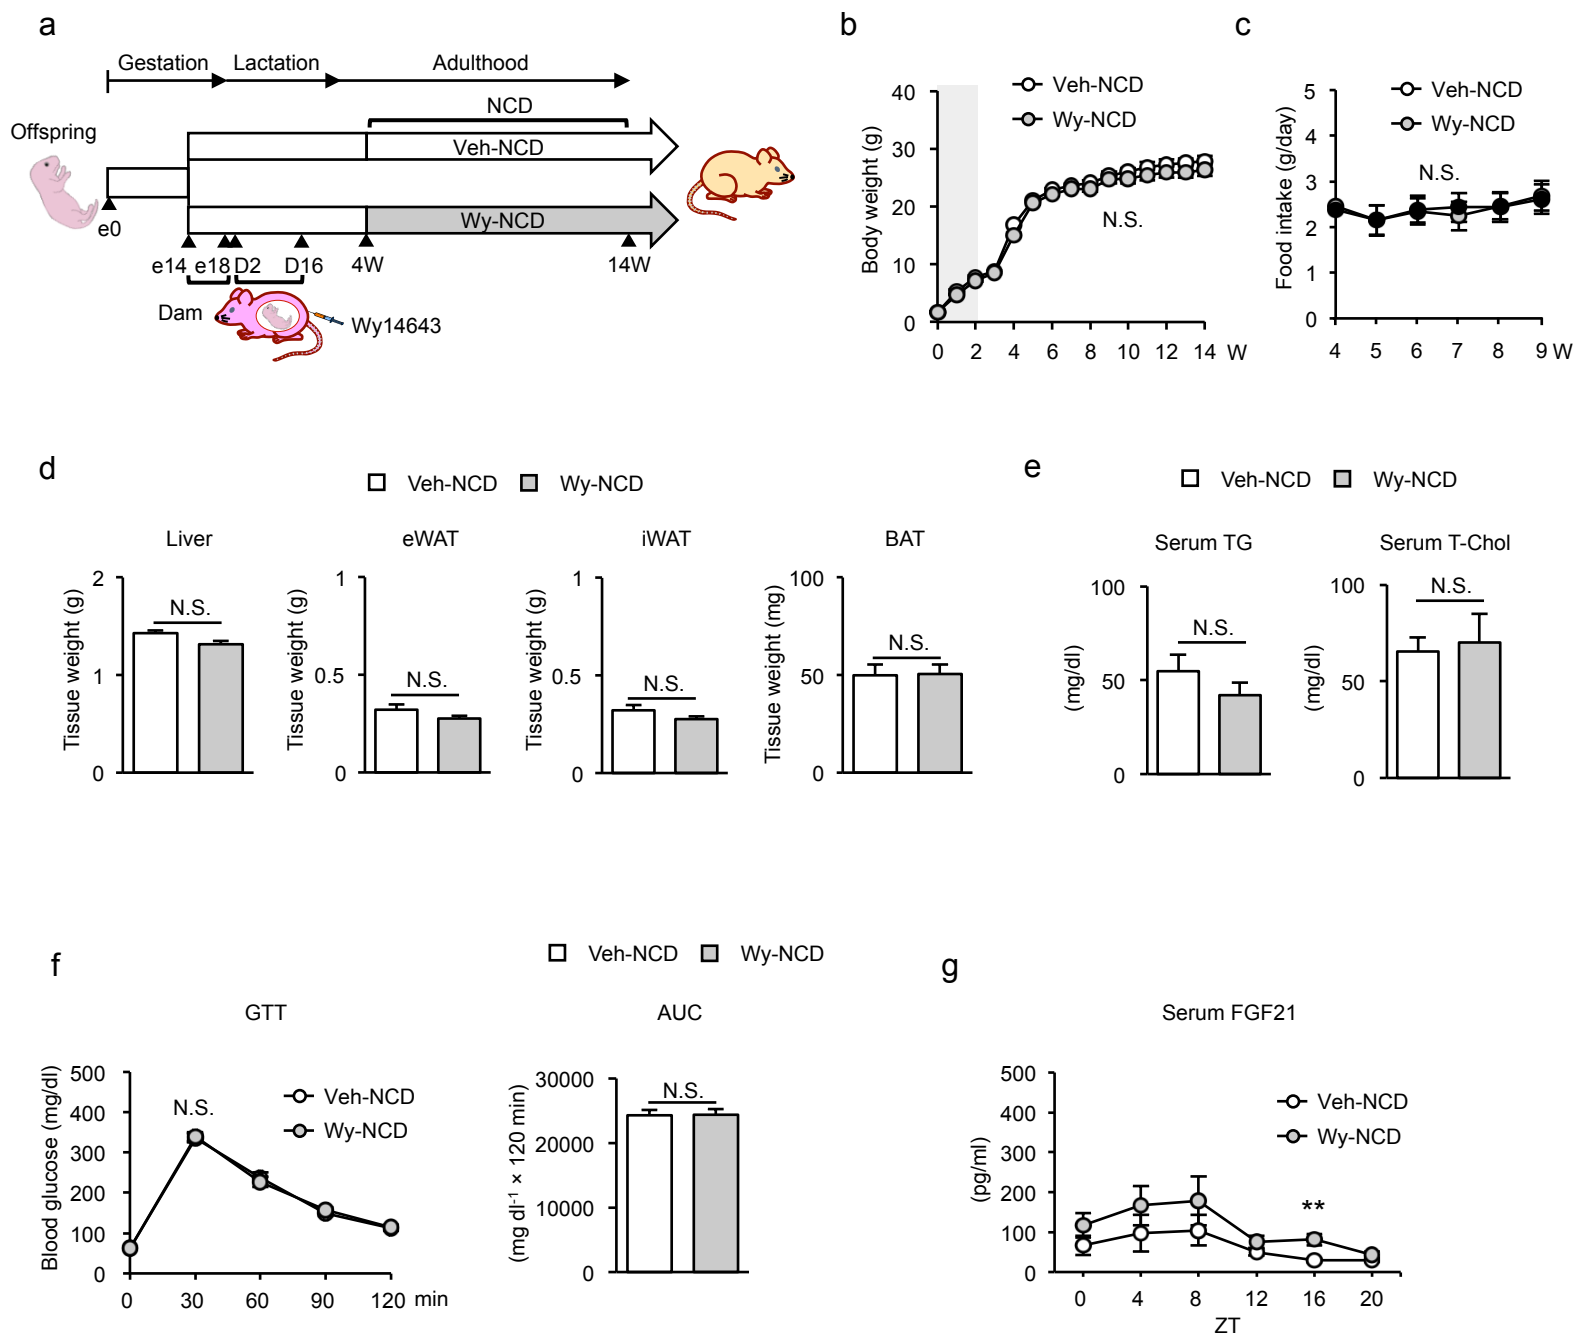 a
Gestation Lactation Adulthood
NCD
Offspring
Veh-NCD
Wy-NCD
e0
e14 e18 D2 D16 4W 14W
Dam
Wy14643
b
Veh-NCD
Wy-NCD
Body weight (g)
40
30
20
10
0
N.S.
0 2 4 6 8 10 12 14 W
c
Veh-NCD
Wy-NCD
Food intake (g/day)
5
4
3
2
1
0
N.S.
4 5 6 7 8 9 W
d
Veh-NCD Wy-NCD
Liver
Tissue weight (g)
2
1
0
N.S.
eWAT
Tissue weight (g)
1
0.5
0
N.S.
iWAT
Tissue weight (g)
1
0.5
0
N.S.
BAT
Tissue weight (mg)
100
50
0
N.S.
e
Veh-NCD Wy-NCD
Serum TG
(mg/dl)
100
50
0
N.S.
Serum T-Chol
(mg/dl)
100
50
0
N.S.
f
Veh-NCD Wy-NCD
GTT
Blood glucose (mg/dl)
500
400
300
200
100
0
N.S.
Veh-NCD
Wy-NCD
0 30 60 90 120 min
AUC
(mg dl⁻¹ × 120 min)
30000
20000
10000
0
N.S.
g
Serum FGF21
(pg/ml)
500
400
300
200
100
0
Veh-NCD
Wy-NCD
**
0 4 8 12 16 20
ZT